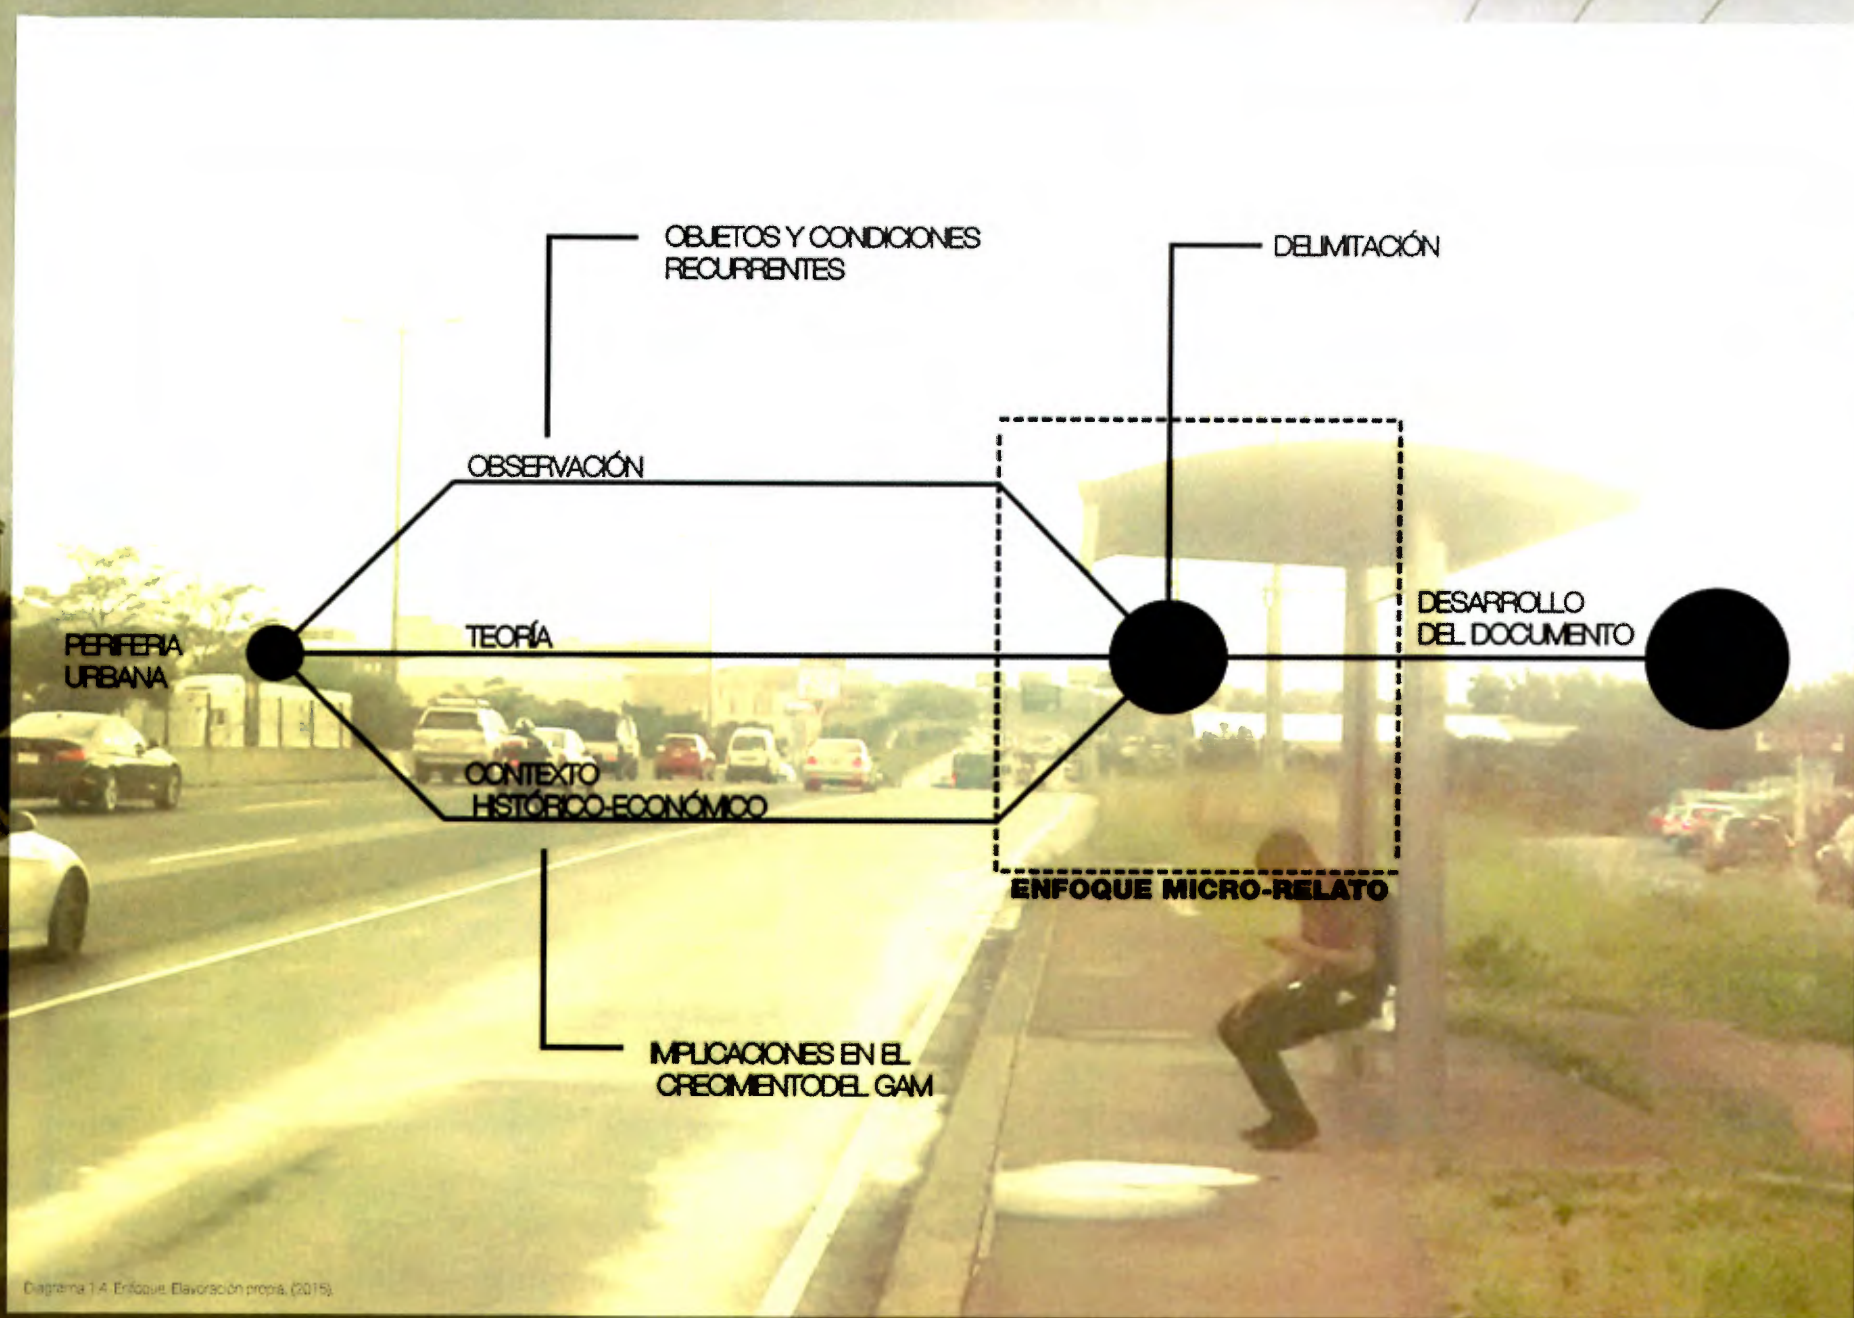 OBJETOS Y CONDICIONES
RECURRENTES
DELIMITACIÓN
OBSERVACIÓN
TEORÍA
PERIFERIA
URBANA
DESARROLLO
DEL DOCUMENTO
CONTEXTO
HISTÓRICO-ECONÓMICO
ENFOQUE MICRO-RELATO
IMPLICACIONES EN EL
CRECIMIENTODEL GAM
Diagrama 1.4. Enfoque. Elavoración propia. (2015).